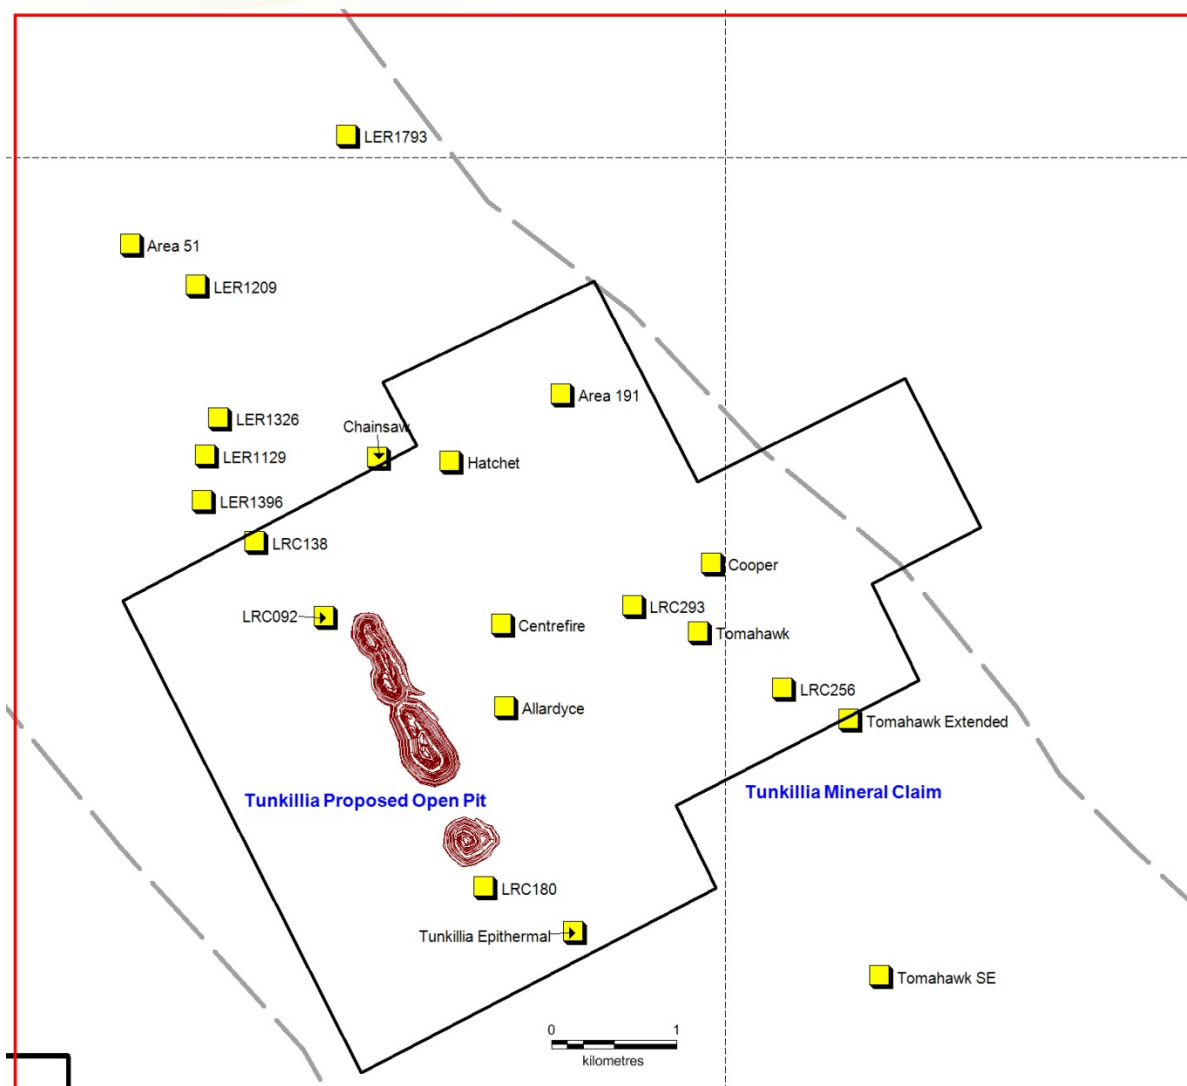 LER1793
Area 51
LER1209
Area 191
LER1326
Chainsaw
LER1129
Hatchet
LER1396
LRC138
Cooper
LRC293
LRC092
Centrefire
Tomahawk
LRC256
Allardyce
Tomahawk Extended
Tunkillia Mineral Claim
Tunkillia Proposed Open Pit
LRC180
Tunkillia Epithermal
Tomahawk SE
0 1
kilometres